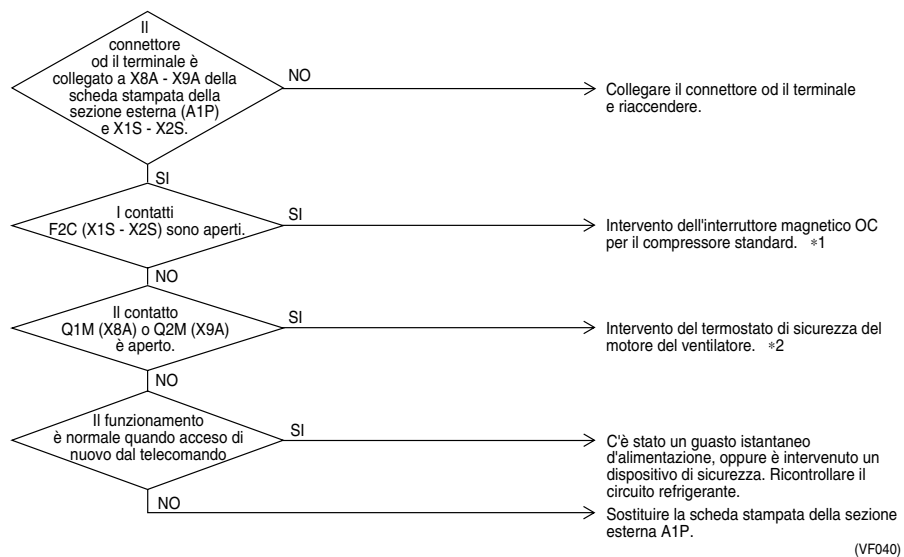 Il
connettore
od il terminale è
collegato a X8A - X9A della
scheda stampata della
sezione esterna (A1P)
e X1S - X2S.
NO
Collegare il connettore od il terminale
e riaccendere.
SI
I contatti
F2C (X1S - X2S) sono aperti.
SI
Intervento dell'interruttore magnetico OC
per il compressore standard. *1
NO
Il contatto
Q1M (X8A) o Q2M (X9A)
è aperto.
SI
Intervento del termostato di sicurezza del
motore del ventilatore. *2
NO
Il funzionamento
è normale quando acceso di
nuovo dal telecomando
SI
C'è stato un guasto istantaneo
d'alimentazione, oppure è intervenuto un
dispositivo di sicurezza. Ricontrollare il
circuito refrigerante.
NO
Sostituire la scheda stampata della sezione
esterna A1P.
(VF040)